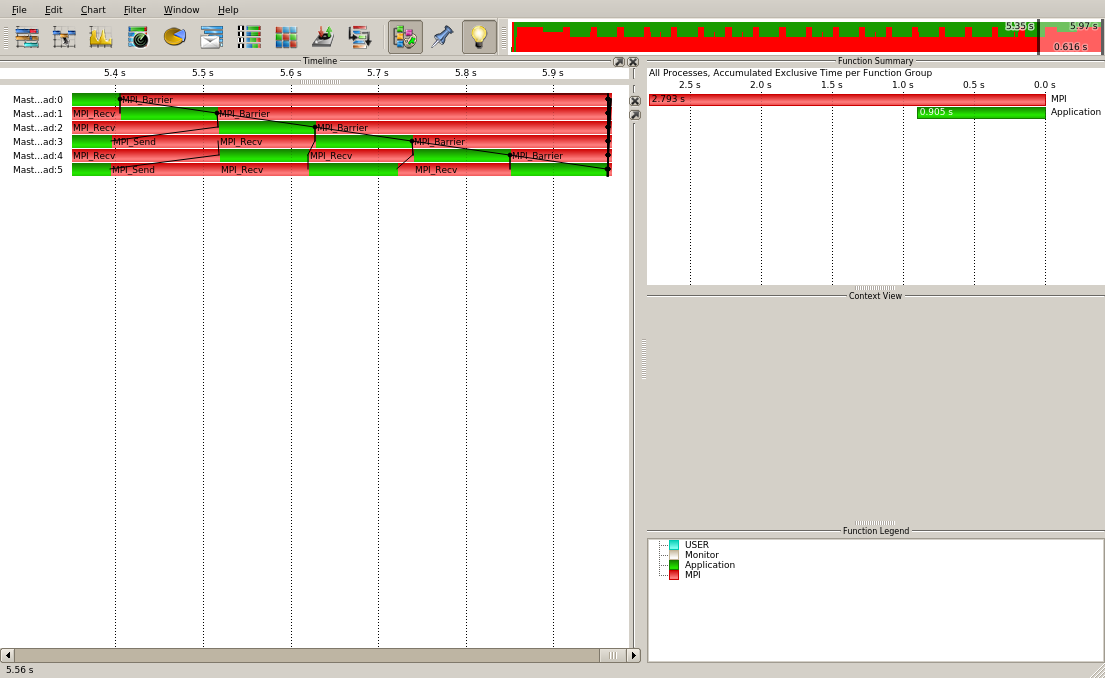 File Edit Chart Filter Window Help
5.35 s 5.97 s
0.616 s
Timeline
5.4 s 5.5 s 5.6 s 5.7 s 5.8 s 5.9 s
Mast...ad:0 MPI_Barrier
Mast...ad:1 MPI_Recv MPI_Barrier
Mast...ad:2 MPI_Recv MPI_Barrier
Mast...ad:3 MPI_Send MPI_Recv MPI_Barrier
Mast...ad:4 MPI_Recv MPI_Recv MPI_Barrier
Mast...ad:5 MPI_Send MPI_Recv MPI_Recv
Function Summary
All Processes, Accumulated Exclusive Time per Function Group
2.5 s 2.0 s 1.5 s 1.0 s 0.5 s 0.0 s
2.793 s MPI
0.905 s Application
Context View
Function Legend
USER
Monitor
Application
MPI
5.56 s